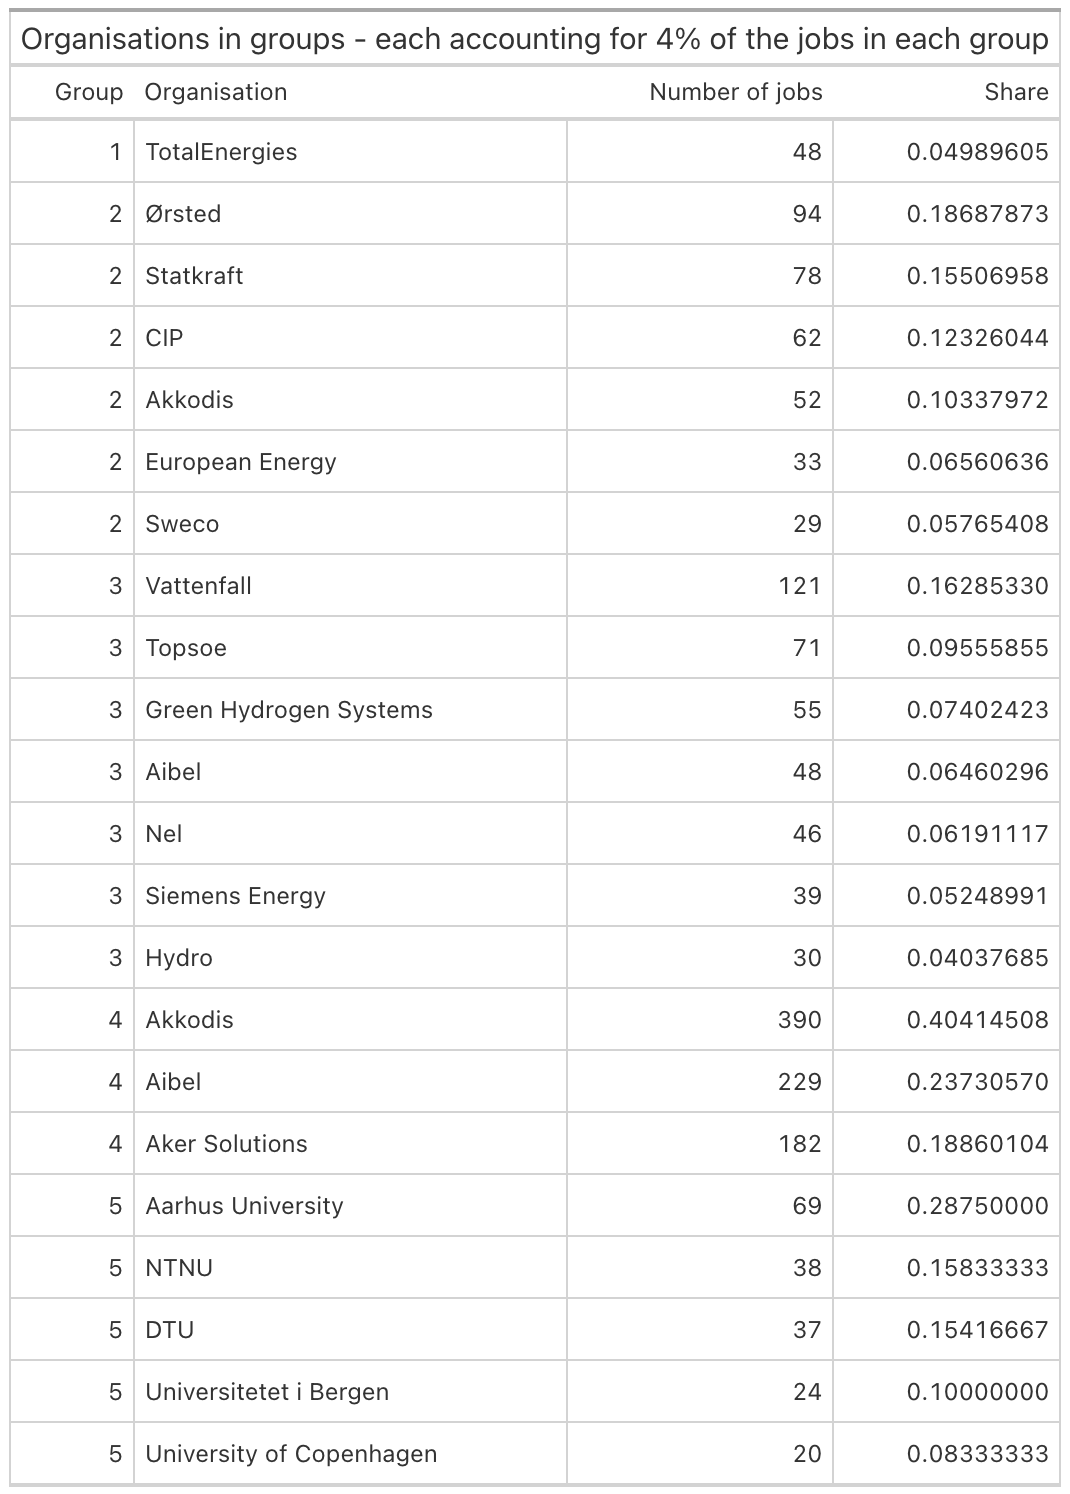 Organisations in groups - each accounting for 4% of the jobs in each group
Group Organisation Number of jobs Share
1 TotalEnergies 48 0.04989605
2 Ørsted 94 0.18687873
2 Statkraft 78 0.15506958
2 CIP 62 0.12326044
2 Akkodis 52 0.10337972
2 European Energy 33 0.06560636
2 Sweco 29 0.05765408
3 Vattenfall 121 0.16285330
3 Topsoe 71 0.09555855
3 Green Hydrogen Systems 55 0.07402423
3 Aibel 48 0.06460296
3 Nel 46 0.06191117
3 Siemens Energy 39 0.05248991
3 Hydro 30 0.04037685
4 Akkodis 390 0.40414508
4 Aibel 229 0.23730570
4 Aker Solutions 182 0.18860104
5 Aarhus University 69 0.28750000
5 NTNU 38 0.15833333
5 DTU 37 0.15416667
5 Universitetet i Bergen 24 0.10000000
5 University of Copenhagen 20 0.08333333